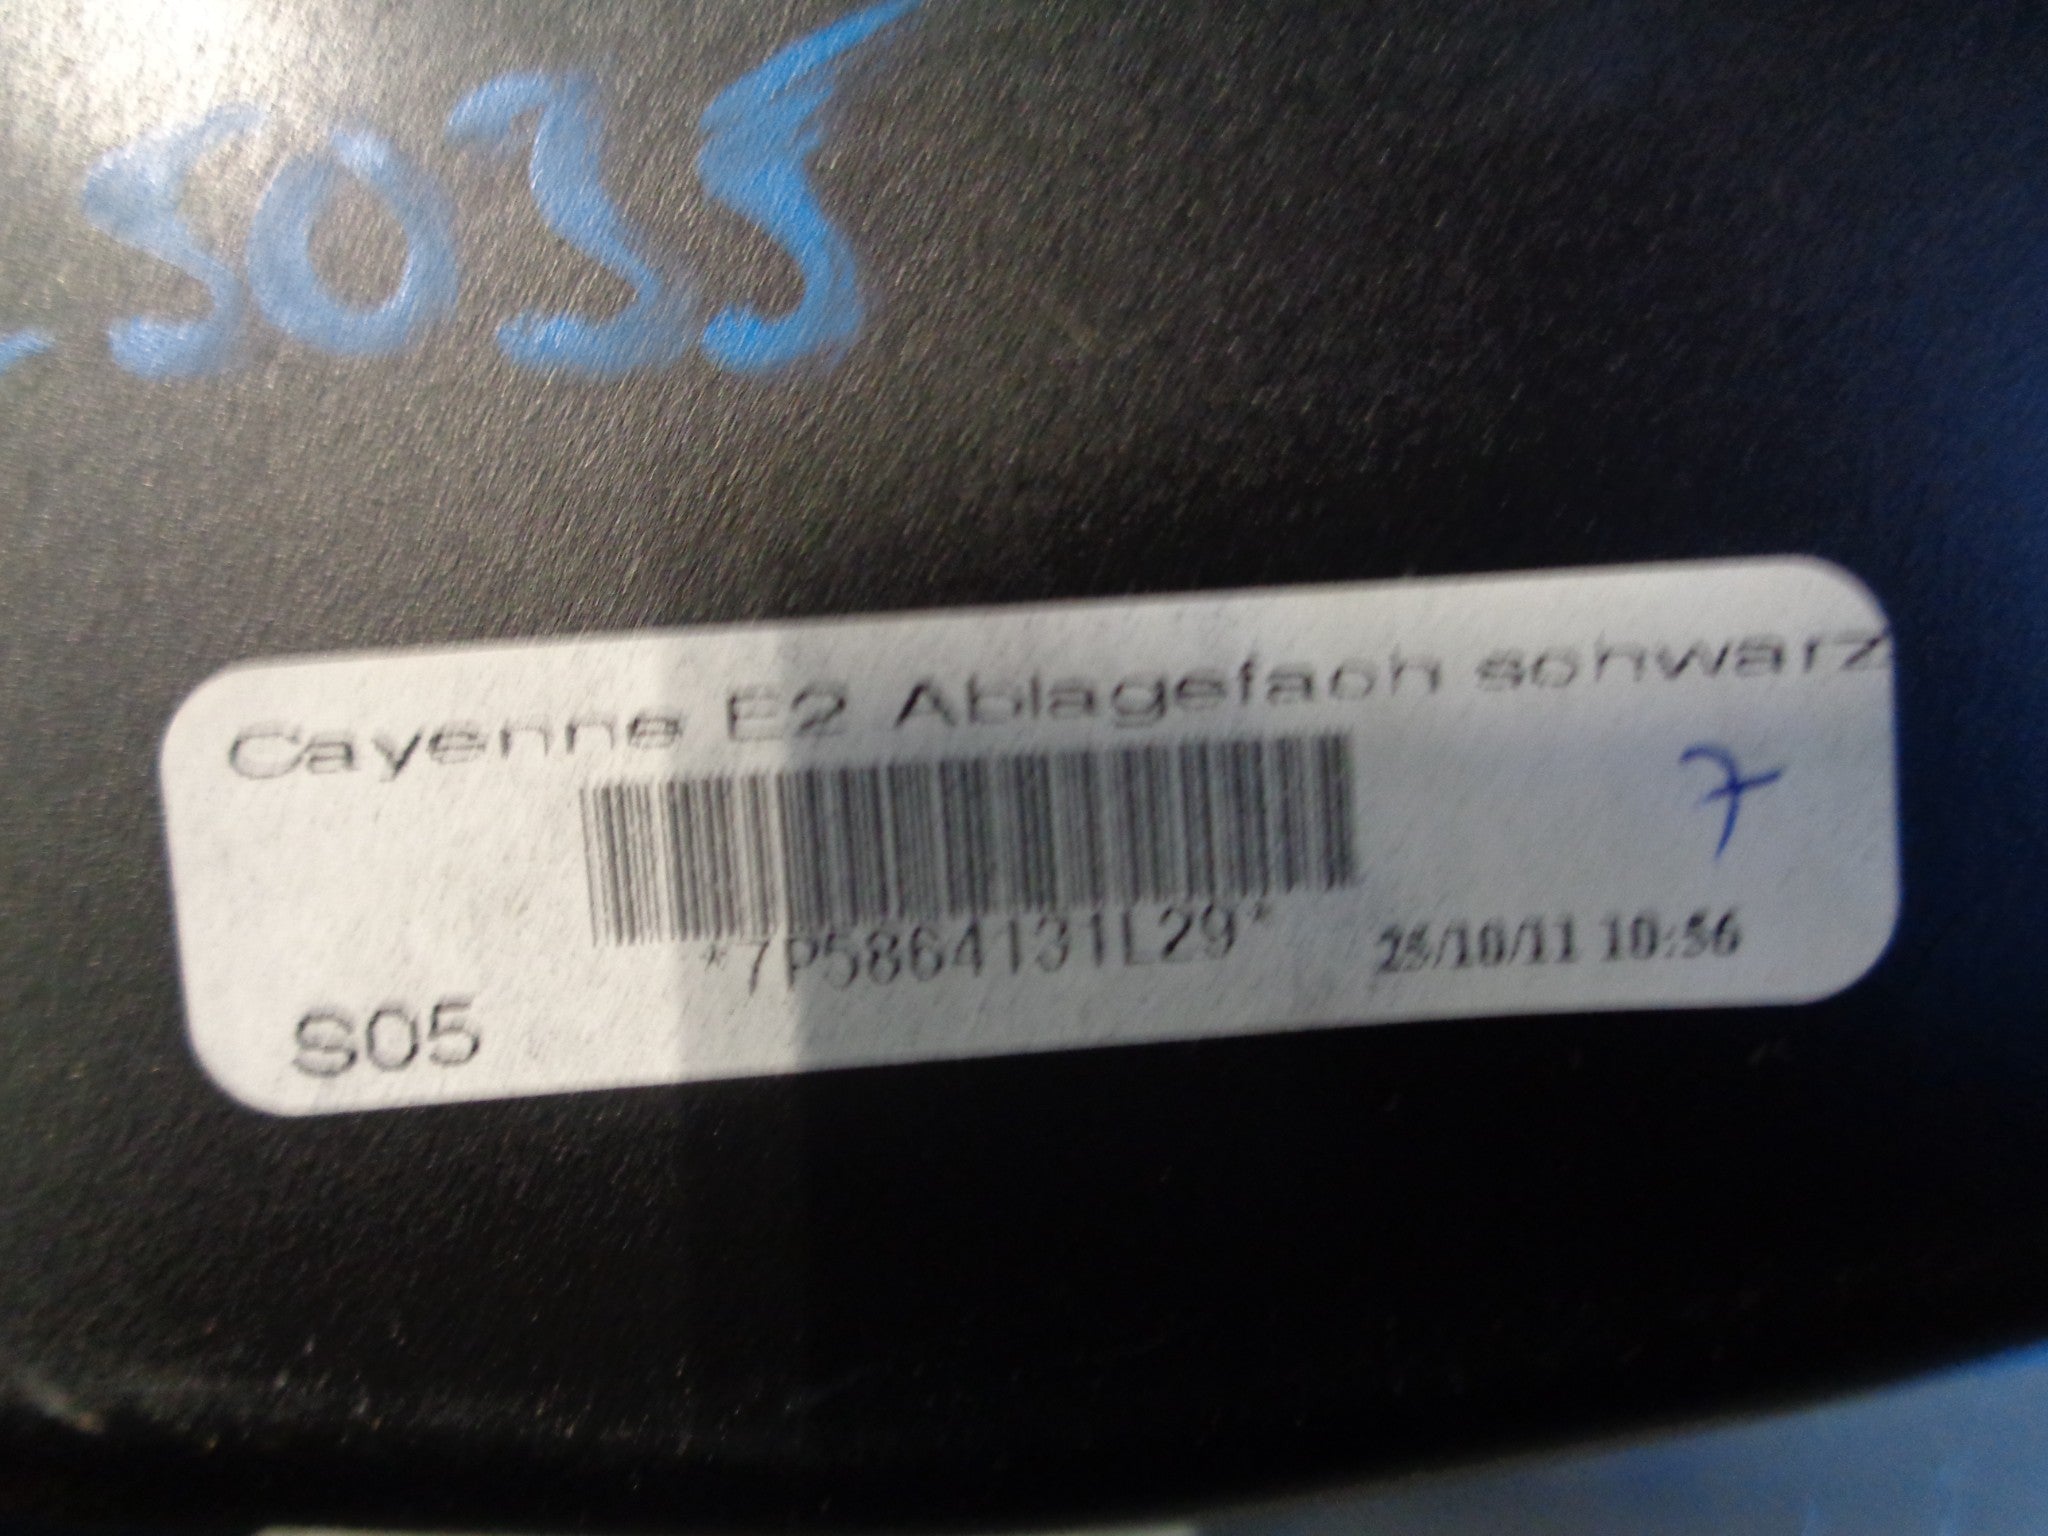 5035
Cayenne E2 Ablagefach schwarz
7
*7P5864131L29*
25/10/11 10:56
S05